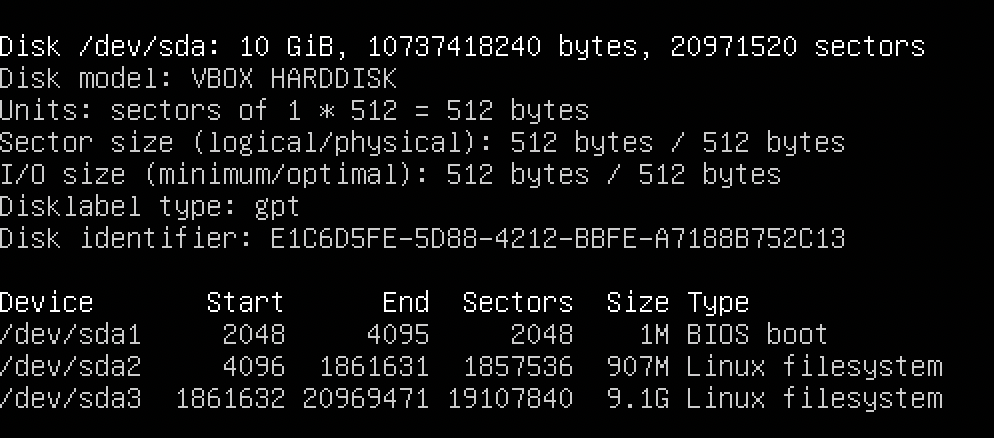 Disk /dev/sda: 10 GiB, 10737418240 bytes, 20971520 sectors
Disk model: VBOX HARDDISK
Units: sectors of 1 * 512 = 512 bytes
Sector size (logical/physical): 512 bytes / 512 bytes
I/O size (minimum/optimal): 512 bytes / 512 bytes
Disklabel type: gpt
Disk identifier: E1C6D5FE-5D88-4212-BBFE-A7188B752C13
Device Start End Sectors Size Type
/dev/sda1 2048 4095 2048 1M BIOS boot
/dev/sda2 4096 1861631 1857536 907M Linux filesystem
/dev/sda3 1861632 20969471 19107840 9.1G Linux filesystem